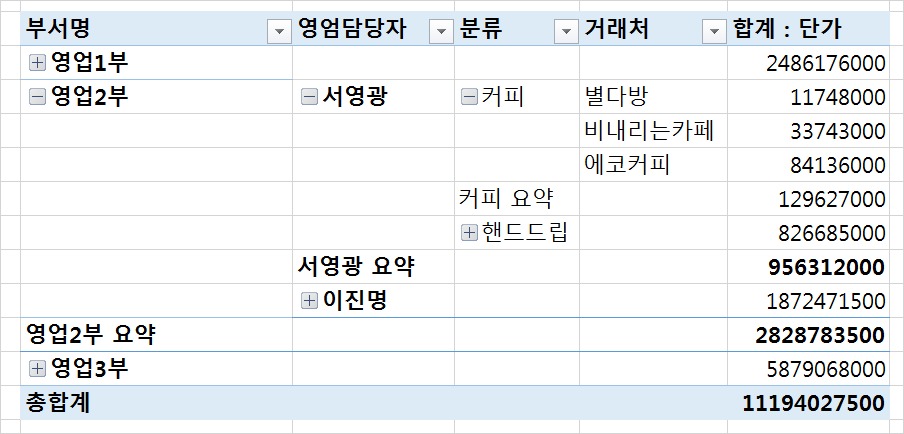 부서명 영엄담당자 분류 거래처 합계 : 단가
영업1부 2486176000
영업2부 서영광 커피 별다방 11748000
비내리는카페 33743000
에코커피 84136000
커피 요약 129627000
핸드드립 826685000
서영광 요약 956312000
이진명 1872471500
영업2부 요약 2828783500
영업3부 5879068000
총합계 11194027500